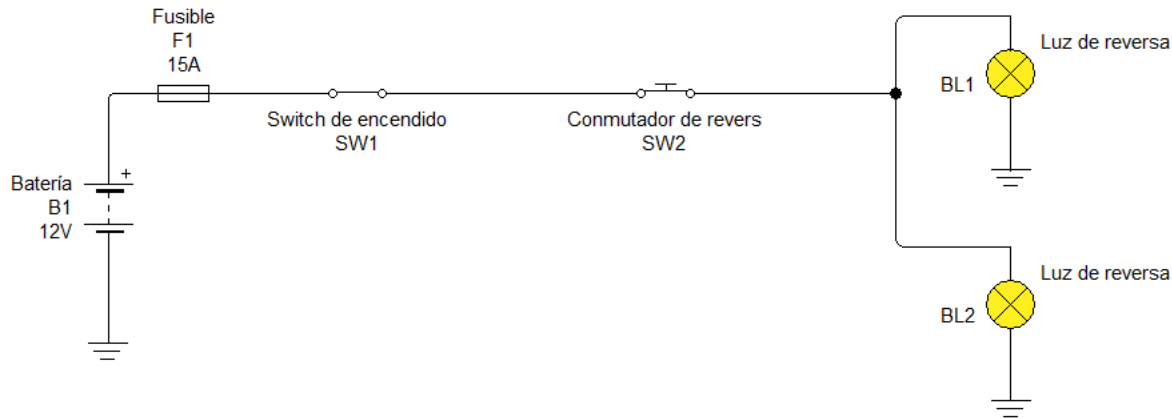 Fusible
F1
15A
Luz de reversa
BL1
Switch de encendido
SW1
Conmutador de revers
SW2
+
Batería
B1
12V
Luz de reversa
BL2